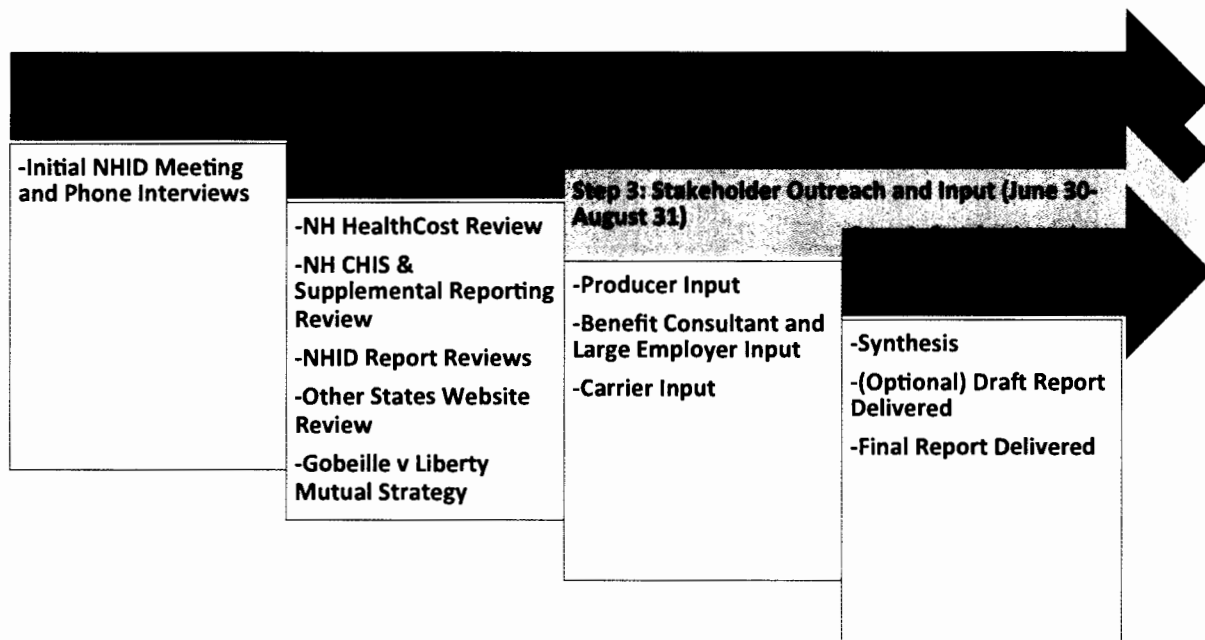 -Initial NHID Meeting
and Phone Interviews
-NH HealthCost Review
-NH CHIS &
Supplemental Reporting
Review
-NHID Report Reviews
-Other States Website
Review
-Gobeille v Liberty
Mutual Strategy
Step 3: Stakeholder Outreach and Input (June 30-
August 31)
-Producer Input
-Benefit Consultant and
Large Employer Input
-Carrier Input
-Synthesis
-(Optional) Draft Report
Delivered
-Final Report Delivered